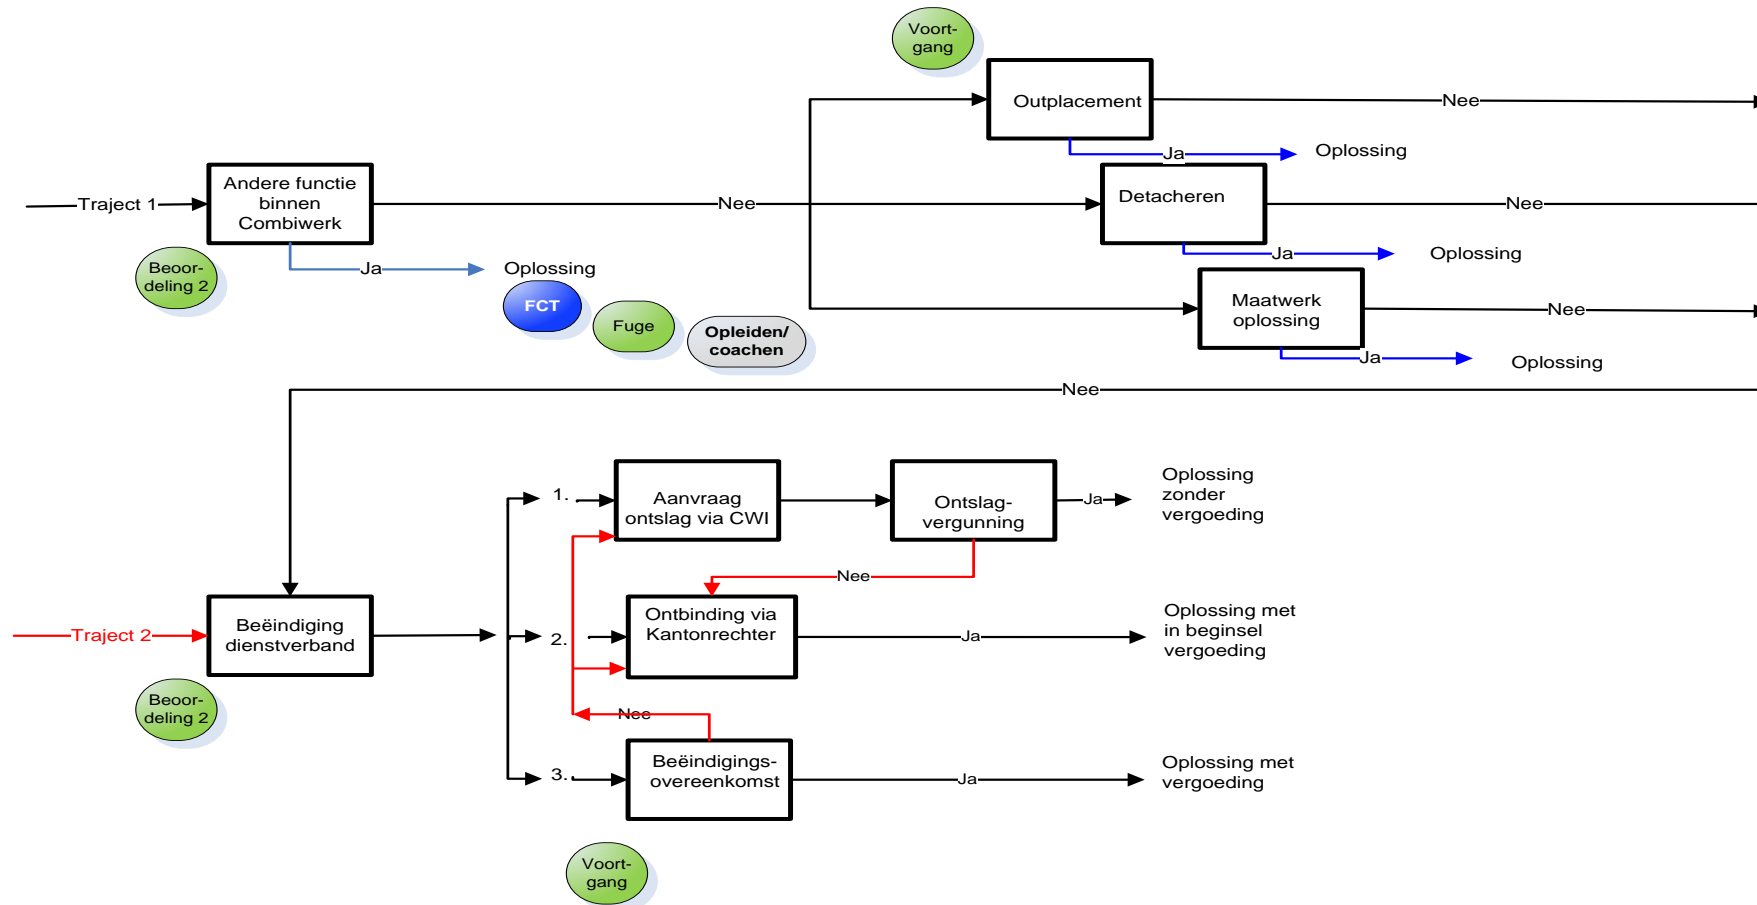 Voort-
gang
Outplacement
Nee
Ja
Oplossing
Traject 1
Andere functie
binnen
Combiwerk
Nee
Detacheren
Nee
Ja
Oplossing
Beoor-
deling 2
Ja
Oplossing
FCT
Fuge
Opleiden/
coachen
Maatwerk
oplossing
Nee
Ja
Oplossing
Nee
1.
Aanvraag
ontslag via CWI
Ontslag-
vergunning
Ja
Oplossing
zonder
vergoeding
Nee
Traject 2
Beëindiging
dienstverband
2.
Ontbinding via
Kantonrechter
Ja
Oplossing met
in beginsel
vergoeding
Beoor-
deling 2
Nee
3.
Beëindigings-
overeenkomst
Ja
Oplossing met
vergoeding
Voort-
gang